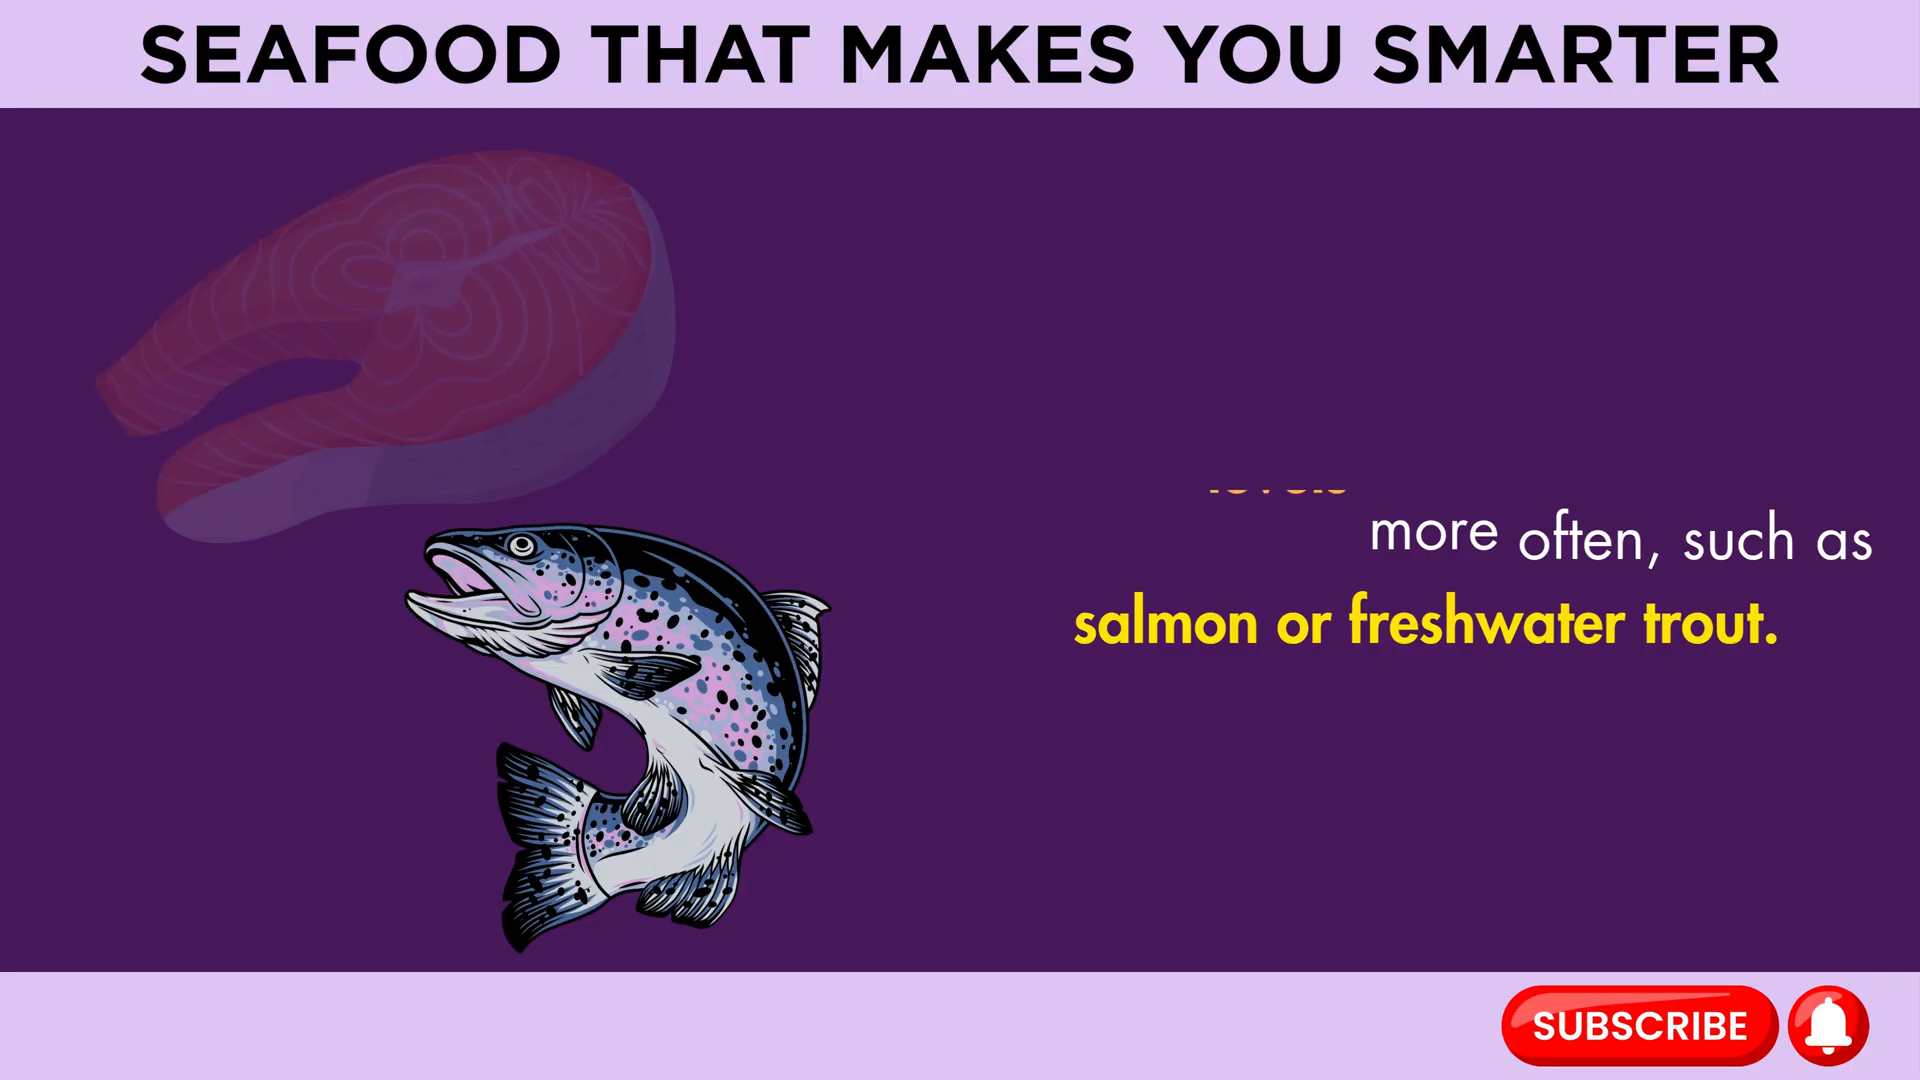 SEAFOOD THAT MAKES YOU SMARTER
more often, such as
salmon or freshwater trout.
SUBSCRIBE